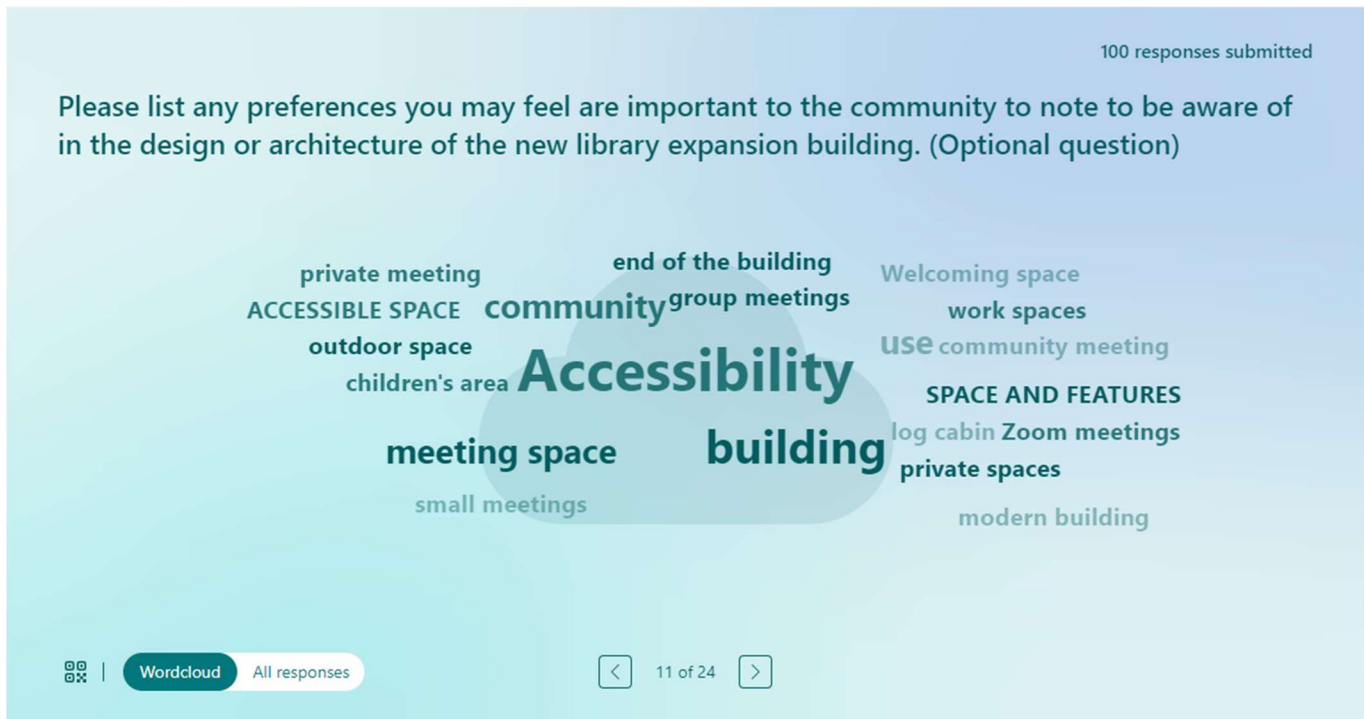 100 responses submitted
Please list any preferences you may feel are important to the community to note to be aware of
in the design or architecture of the new library expansion building. (Optional question)
end of the building
private meeting
Welcoming space
group meetings
community
ACCESSIBLE SPACE
work spaces
outdoor space
use community meeting
Accessibility
children's area
SPACE AND FEATURES
log cabin Zoom meetings
building
meeting space
private spaces
small meetings
modern building
Wordcloud
All responses
11 of 24